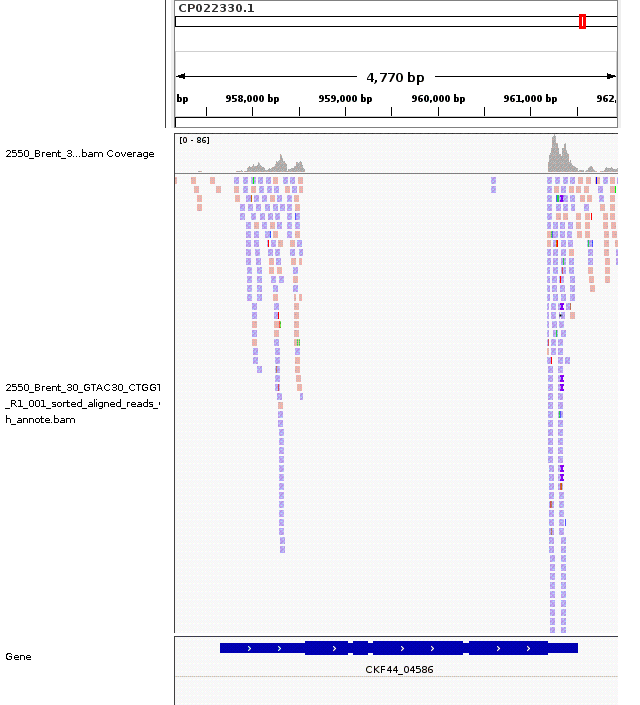 CP022330.1
4,770 bp
bp 958,000 bp 959,000 bp 960,000 bp 961,000 bp 962,
[0 - 86]
2550_Brent_3...bam Coverage
2550_Brent_30_GTAC30_CTGGT
_R1_001_sorted_aligned_reads_
h_annote.bam
Gene
CKF44_04586